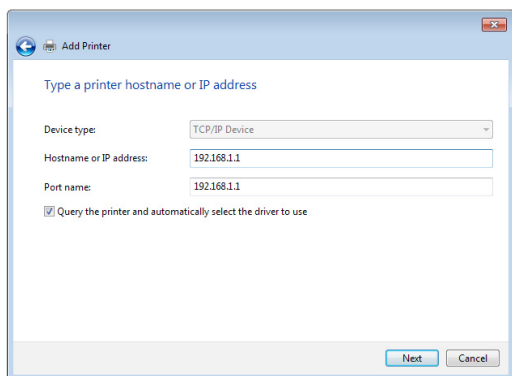 Add Printer
Type a printer hostname or IP address
Device type: TCP/IP Device
Hostname or IP address: 192.168.1.1
Port name: 192.168.1.1
Query the printer and automatically select the driver to use
Next Cancel